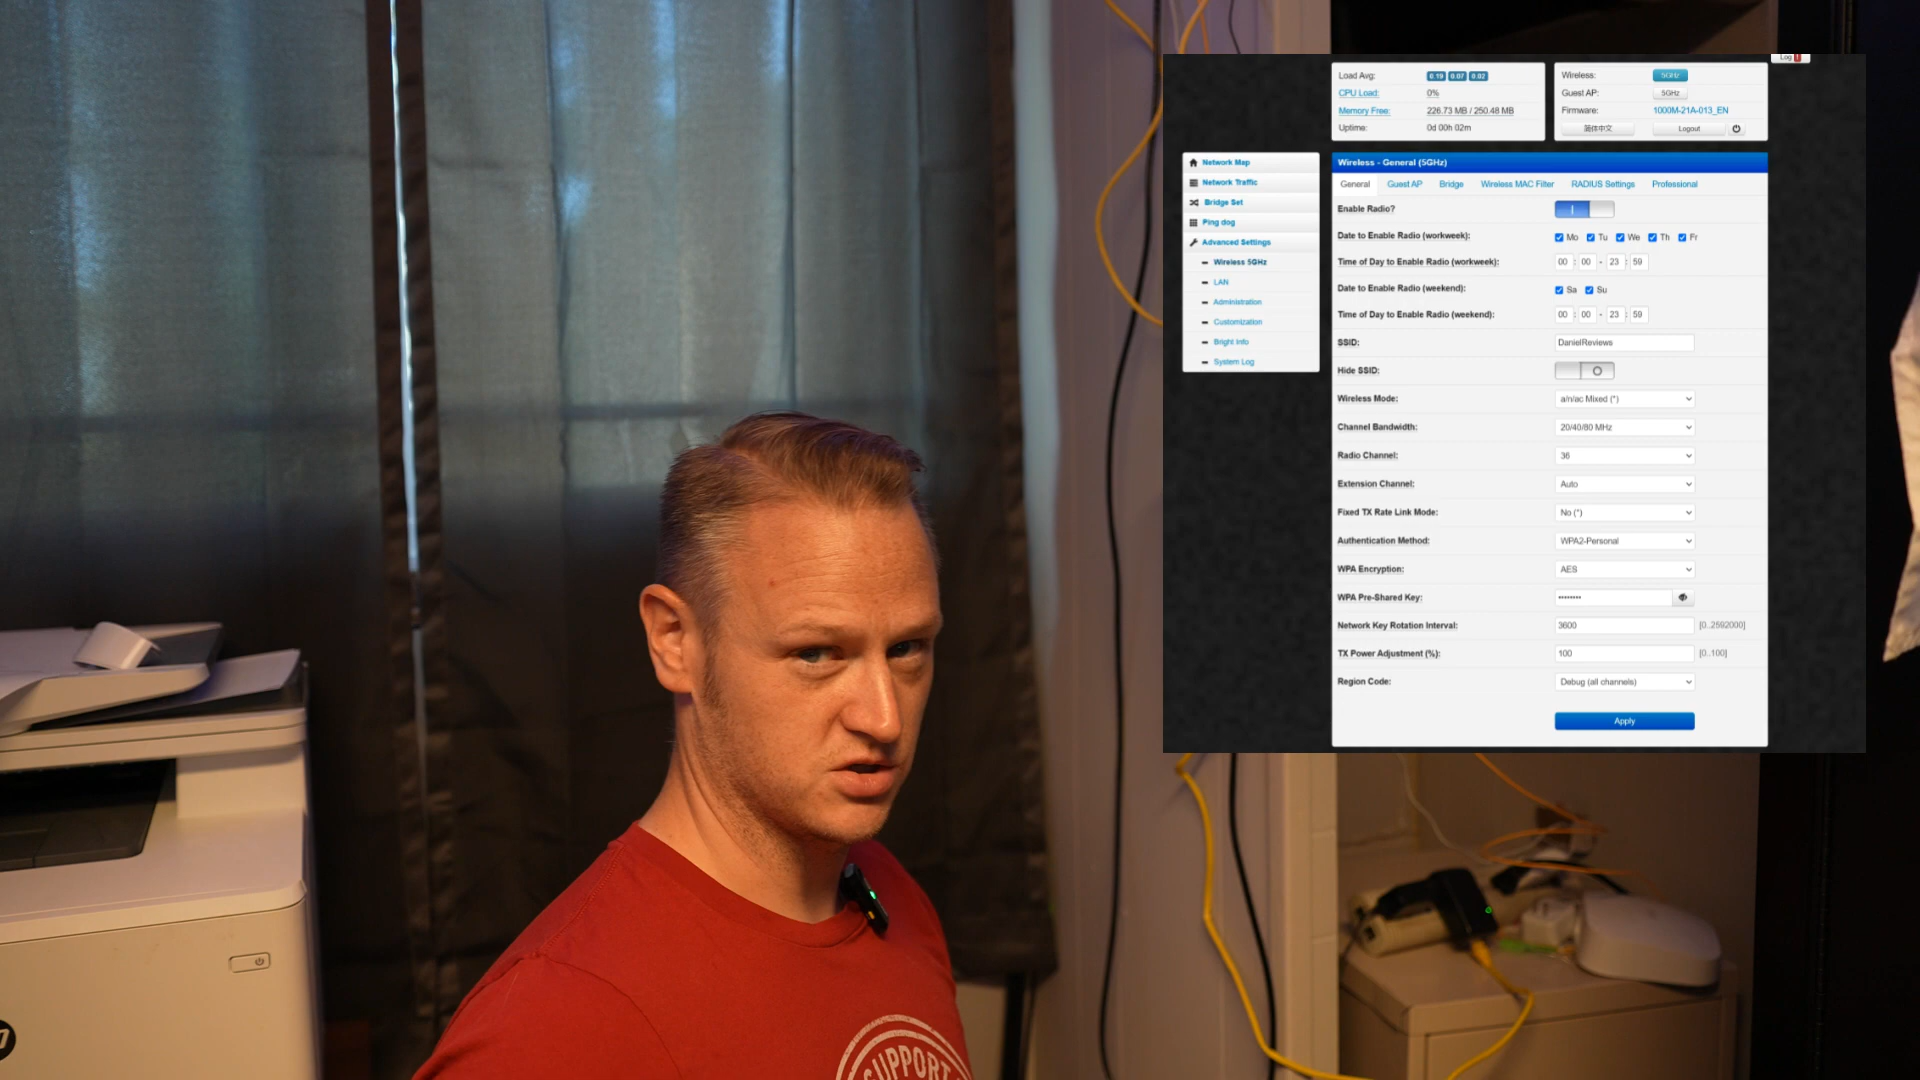 Log
Load Avg: 0.19 0.07 0.02
CPU Load: 0%
Memory Free: 226.73 MB / 250.48 MB
Uptime: 0d 00h 02m
Wireless: 5GHz
Guest AP: 5GHz
Firmware: 1000M-21A-013_EN
简体中文 Logout
Network Map
Network Traffic
Bridge Set
Ping dog
Advanced Settings
Wireless 5GHz
LAN
Administration
Customization
Bright Info
System Log
Wireless - General (5GHz)
General Guest AP Bridge Wireless MAC Filter RADIUS Settings Professional
Enable Radio?
Date to Enable Radio (workweek): Mo Tu We Th Fr
Time of Day to Enable Radio (workweek): 00 : 00 - 23 : 59
Date to Enable Radio (weekend): Sa Su
Time of Day to Enable Radio (weekend): 00 : 00 - 23 : 59
SSID: DanielReviews
Hide SSID:
Wireless Mode: a/n/ac Mixed (*)
Channel Bandwidth: 20/40/80 MHz
Radio Channel: 36
Extension Channel: Auto
Fixed TX Rate Link Mode: No (*)
Authentication Method: WPA2-Personal
WPA Encryption: AES
WPA Pre-Shared Key: ••••••••
Network Key Rotation Interval: 3600 [0..2592000]
TX Power Adjustment (%): 100 [0..100]
Region Code: Debug (all channels)
Apply
SUPPORT